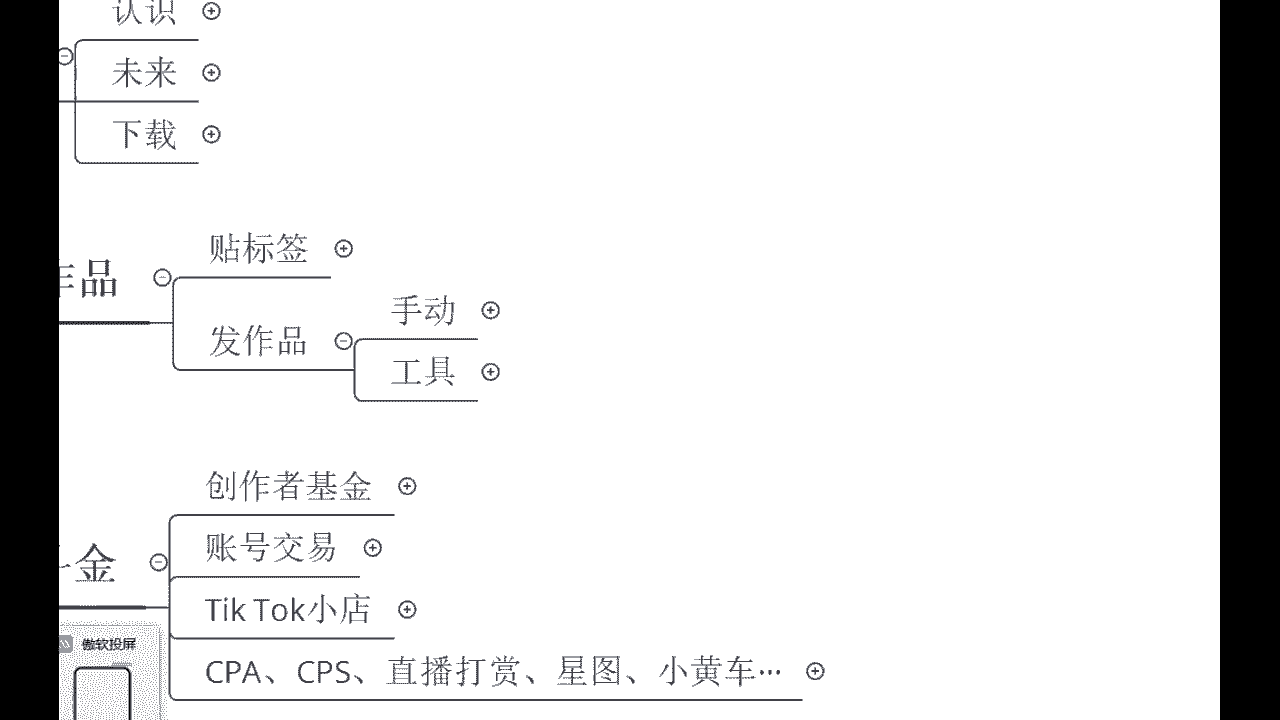 认识
未来
下载
贴标签
作品
手动
发作品
工具
创作者基金
账号交易
金
Tik Tok小店
傲软投屏
CPA、CPS、直播打赏、星图、小黄车…